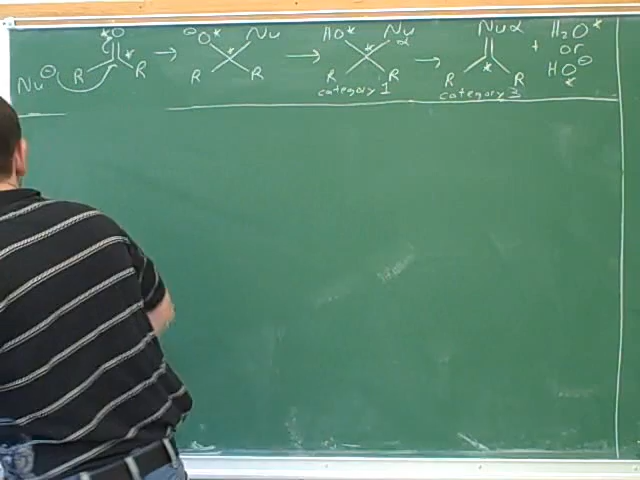 *O ⊖O* Nu HO* Nu α Nu α H₂O*
Nu⊖ R R → R * R → R * R → R * R + or
HO⊖ *
category 1 category 3